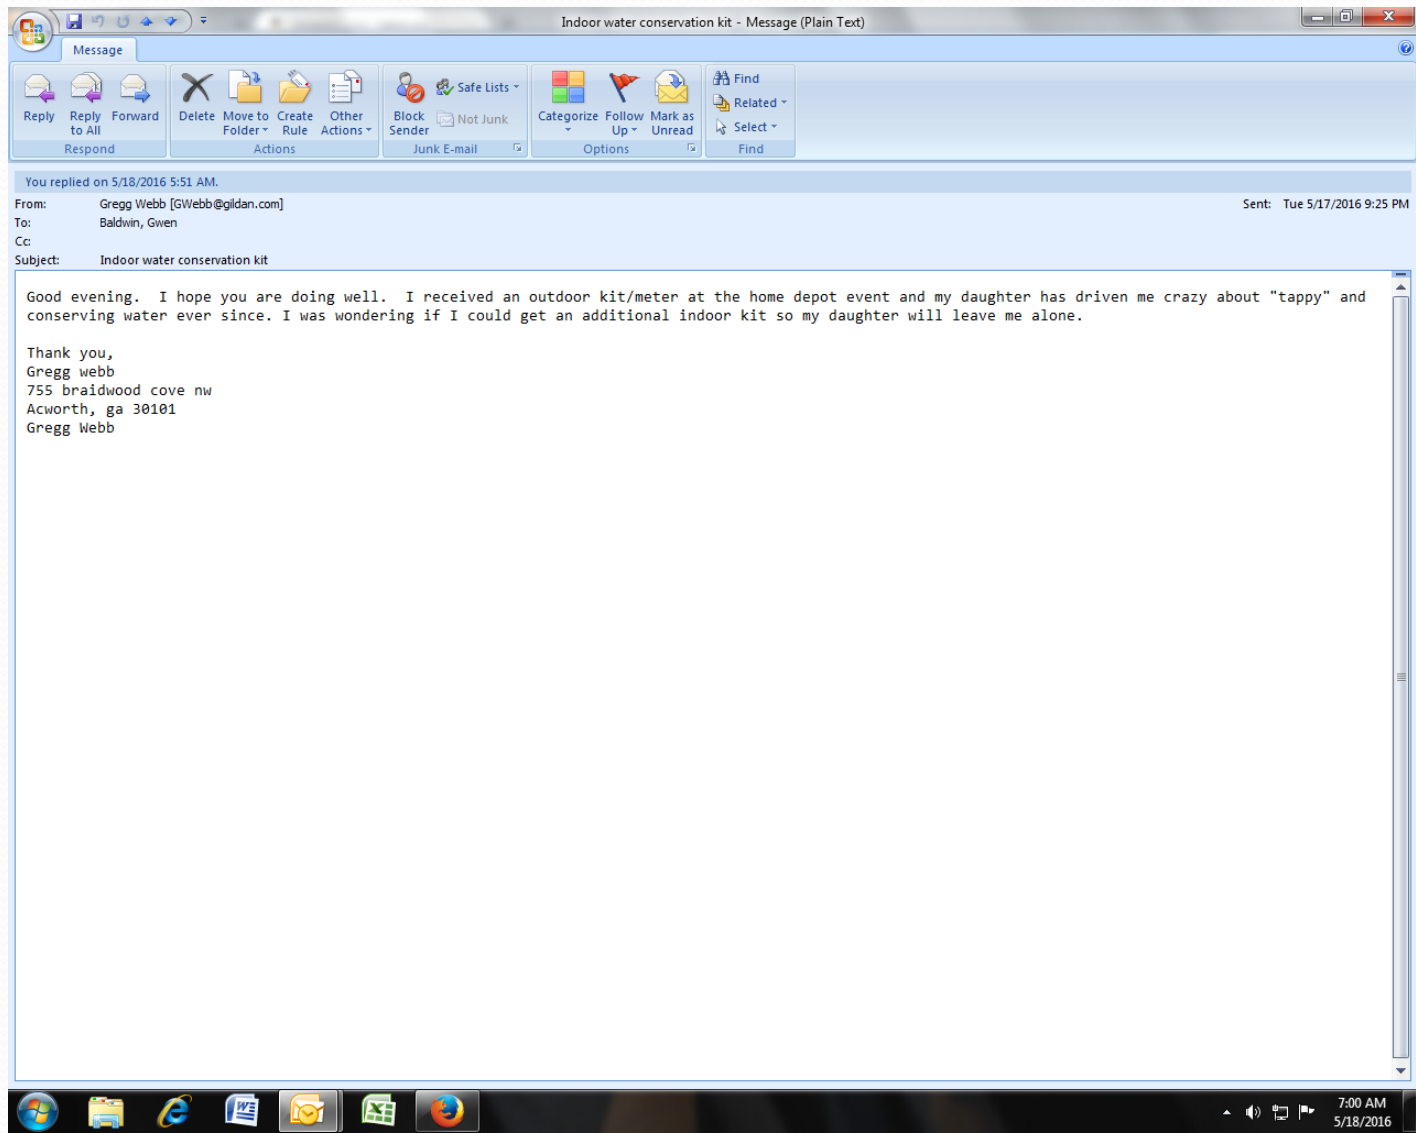 Indoor water conservation kit - Message (Plain Text)
Message
Reply
Reply to All
Forward
Respond
Delete
Move to Folder
Create Rule
Other Actions
Actions
Block Sender
Safe Lists
Not Junk
Junk E-mail
Categorize
Follow Up
Mark as Unread
Options
Find
Related
Select
Find
You replied on 5/18/2016 5:51 AM.
From: Gregg Webb [GWebb@gildan.com] Sent: Tue 5/17/2016 9:25 PM
To: Baldwin, Gwen
Cc:
Subject: Indoor water conservation kit
Good evening.  I hope you are doing well.  I received an outdoor kit/meter at the home depot event and my daughter has driven me crazy about "tappy" and
conserving water ever since. I was wondering if I could get an additional indoor kit so my daughter will leave me alone.
Thank you,
Gregg webb
755 braidwood cove nw
Acworth, ga 30101
Gregg Webb
7:00 AM
5/18/2016